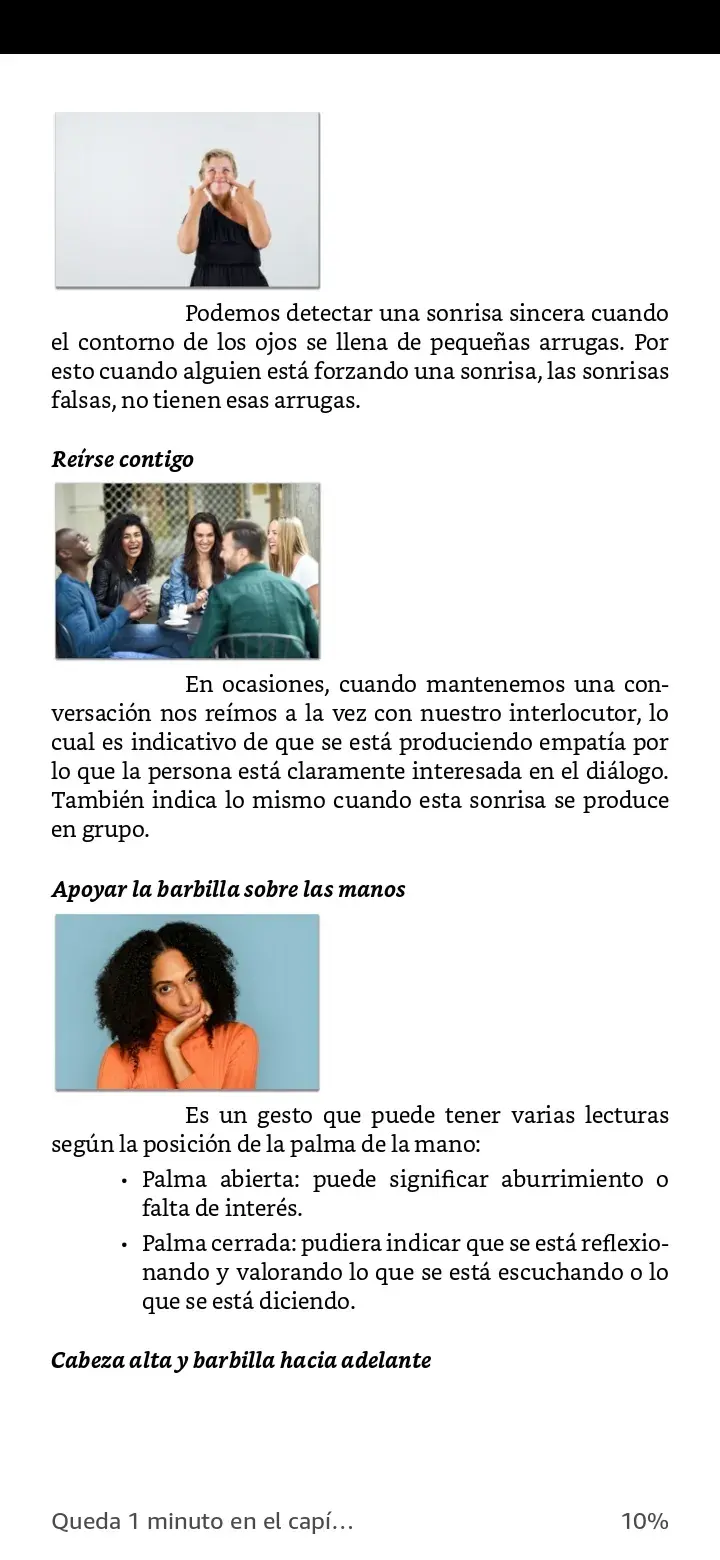 Podemos detectar una sonrisa sincera cuando
el contorno de los ojos se llena de pequeñas arrugas. Por
esto cuando alguien está forzando una sonrisa, las sonrisas
falsas, no tienen esas arrugas.
Reírse contigo
En ocasiones, cuando mantenemos una con-
versación nos reímos a la vez con nuestro interlocutor, lo
cual es indicativo de que se está produciendo empatía por
lo que la persona está claramente interesada en el diálogo.
También indica lo mismo cuando esta sonrisa se produce
en grupo.
Apoyar la barbilla sobre las manos
Es un gesto que puede tener varias lecturas
según la posición de la palma de la mano:
• Palma abierta: puede significar aburrimiento o
falta de interés.
• Palma cerrada: pudiera indicar que se está reflexio-
nando y valorando lo que se está escuchando o lo
que se está diciendo.
Cabeza alta y barbilla hacia adelante
Queda 1 minuto en el capí... 10%